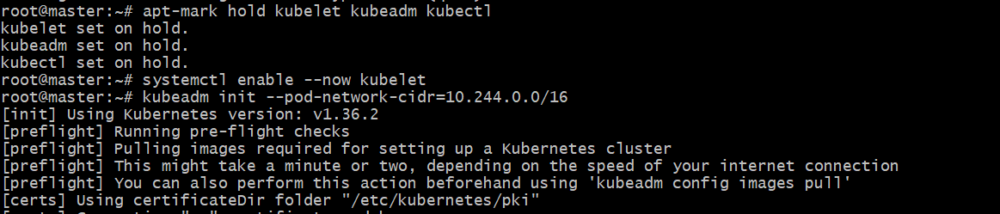 root@master:~# apt-mark hold kubelet kubeadm kubectl
kubelet set on hold.
kubeadm set on hold.
kubectl set on hold.
root@master:~# systemctl enable --now kubelet
root@master:~# kubeadm init --pod-network-cidr=10.244.0.0/16
[init] Using Kubernetes version: v1.36.2
[preflight] Running pre-flight checks
[preflight] Pulling images required for setting up a Kubernetes cluster
[preflight] This might take a minute or two, depending on the speed of your internet connection
[preflight] You can also perform this action beforehand using 'kubeadm config images pull'
[certs] Using certificateDir folder "/etc/kubernetes/pki"